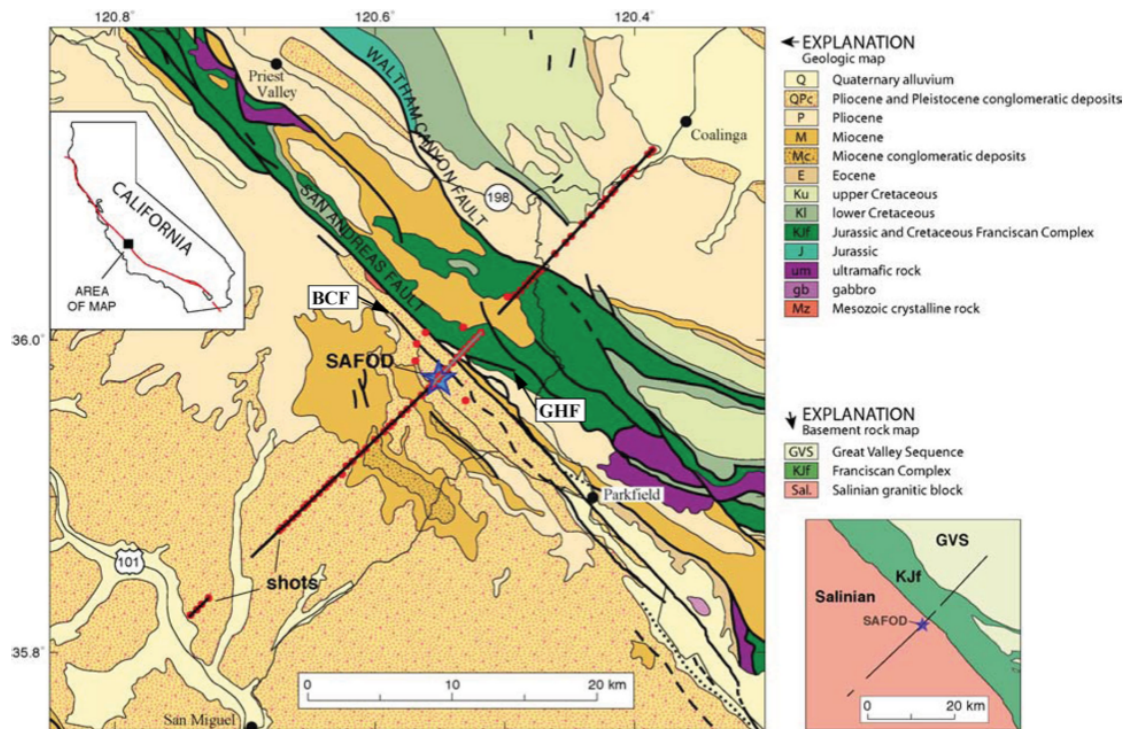 120.8
120.6
120.4
Priest
Valley
WALTHAM CANYON FAULT
Coalinga
198
CALIFORNIA
AREA
OF MAP
SAN ANDREAS FAULT
BCF
36.0
SAFOD
GHF
Parkfield
101
shots
35.8
0 10 20 km
San Miguel
EXPLANATION
Geologic map
Q Quaternary alluvium
QPc Pliocene and Pleistocene conglomeratic deposits
P Pliocene
M Miocene
Mc Miocene conglomeratic deposits
E Eocene
Ku upper Cretaceous
Kl lower Cretaceous
KJf Jurassic and Cretaceous Franciscan Complex
J Jurassic
um ultramafic rock
gb gabbro
Mz Mesozoic crystalline rock
EXPLANATION
Basement rock map
GVS Great Valley Sequence
KJf Franciscan Complex
Sal. Salinian granitic block
GVS
KJf
Salinian
SAFOD
0 20 km